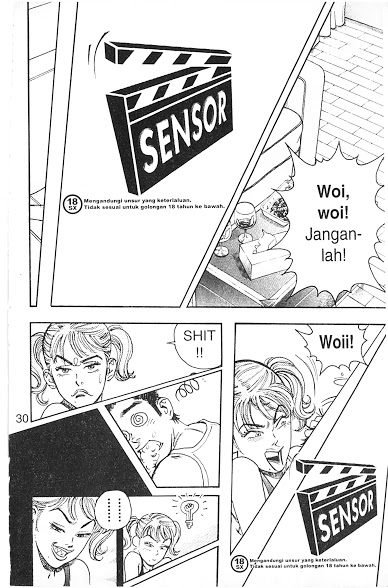 SENSOR
18
SX
Mengandungi unsur yang keterlaluan.
Tidak sesuai untuk golongan 18 tahun ke bawah.
Woi,
woi!
Jangan-
lah!
SHIT
!!
Woii!
30
SENSOR
18
SX
Mengandungi unsur yang keterlaluan.
Tidak sesuai untuk golongan 18 tahun ke bawah.